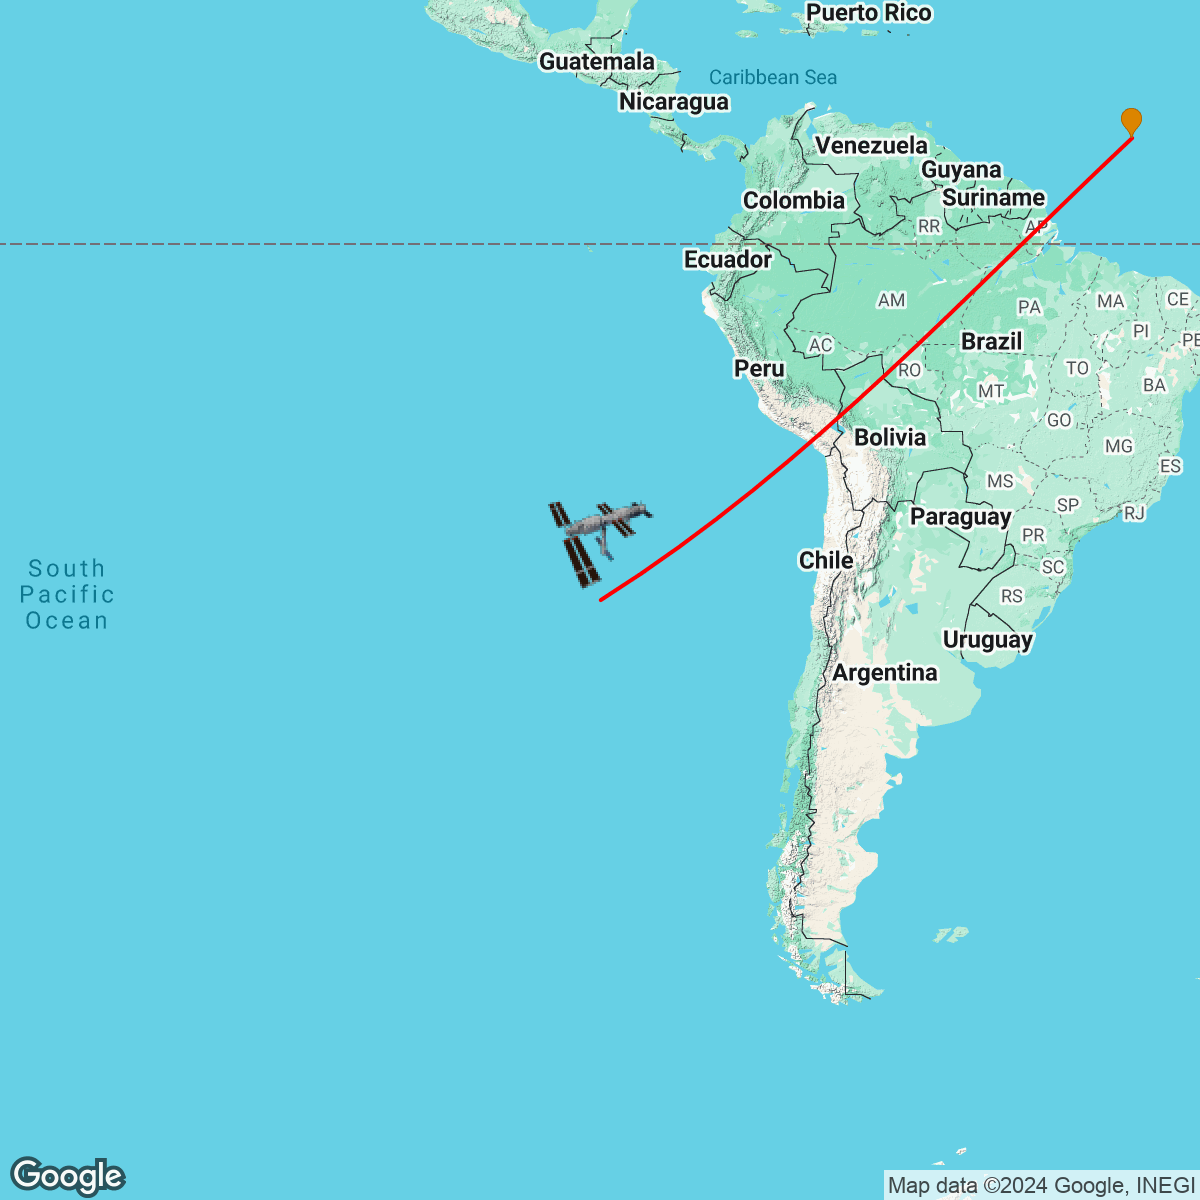 Puerto Rico
Guatemala
Caribbean Sea
Nicaragua
Venezuela
Guyana
Suriname
Colombia
RR
AP
Ecuador
AM
PA
MA
CE
PI
PE
Brazil
AC
Peru
RO
TO
MT
BA
GO
Bolivia
MG
ES
MS
SP
RJ
Paraguay
PR
Chile
SC
South
Pacific
Ocean
RS
Uruguay
Argentina
Google
Map data ©2024 Google, INEGI